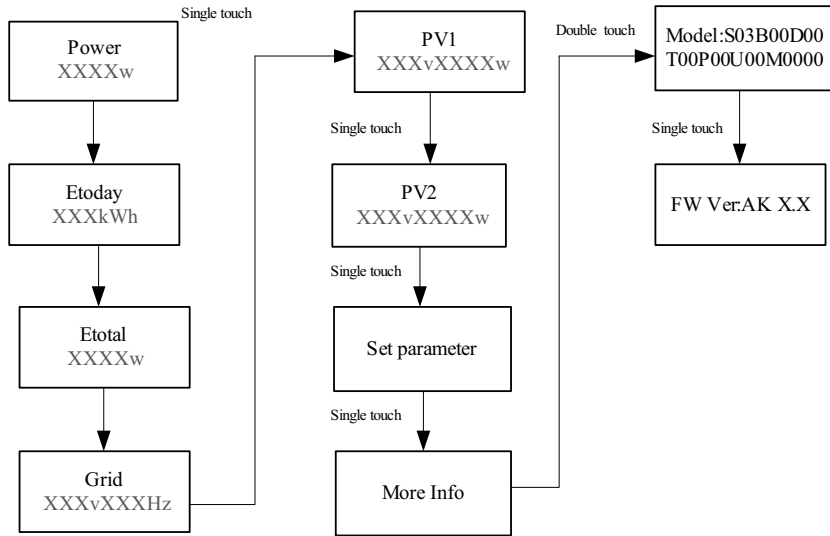 Single touch
Power
XXXXw
Etoday
XXXkWh
Etotal
XXXXw
Grid
XXXvXXXHz
PV1
XXXvXXXXw
Single touch
PV2
XXXvXXXXw
Single touch
Set parameter
Single touch
More Info
Double touch
Model:S03B00D00
T00P00U00M0000
Single touch
FW Ver:AK X.X